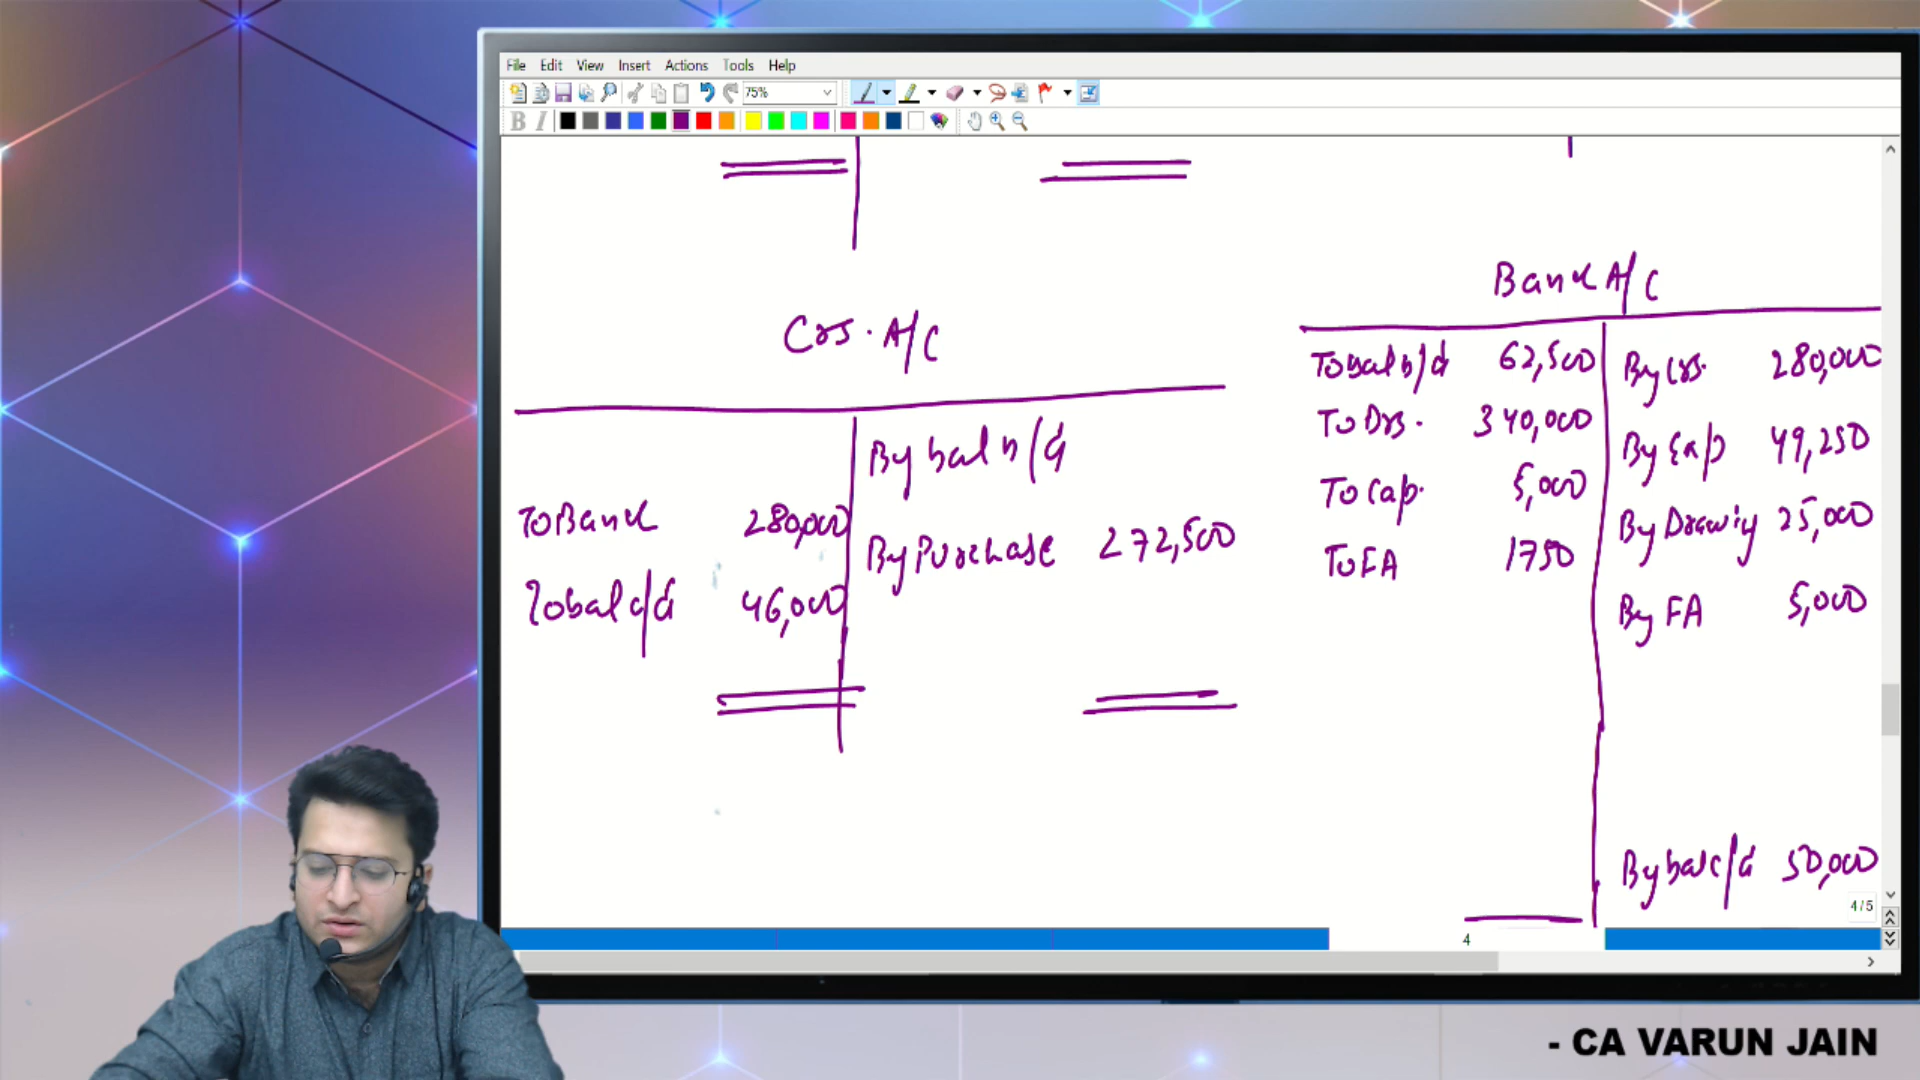 File Edit View Insert Actions Tools Help
75%
B I
Crs. A/C
By bal b/d
To Bank 280,000
By Purchase 272,500
To bal c/d 46,000
Bank A/C
To bal b/d 62,500 By Crs. 280,000
To Drs. 340,000 By Exp 49,250
To Cap. 5,000 By Drawing 25,000
To FA 1750 By FA 5,000
By bal c/d 50,000
4/5
4
- CA VARUN JAIN